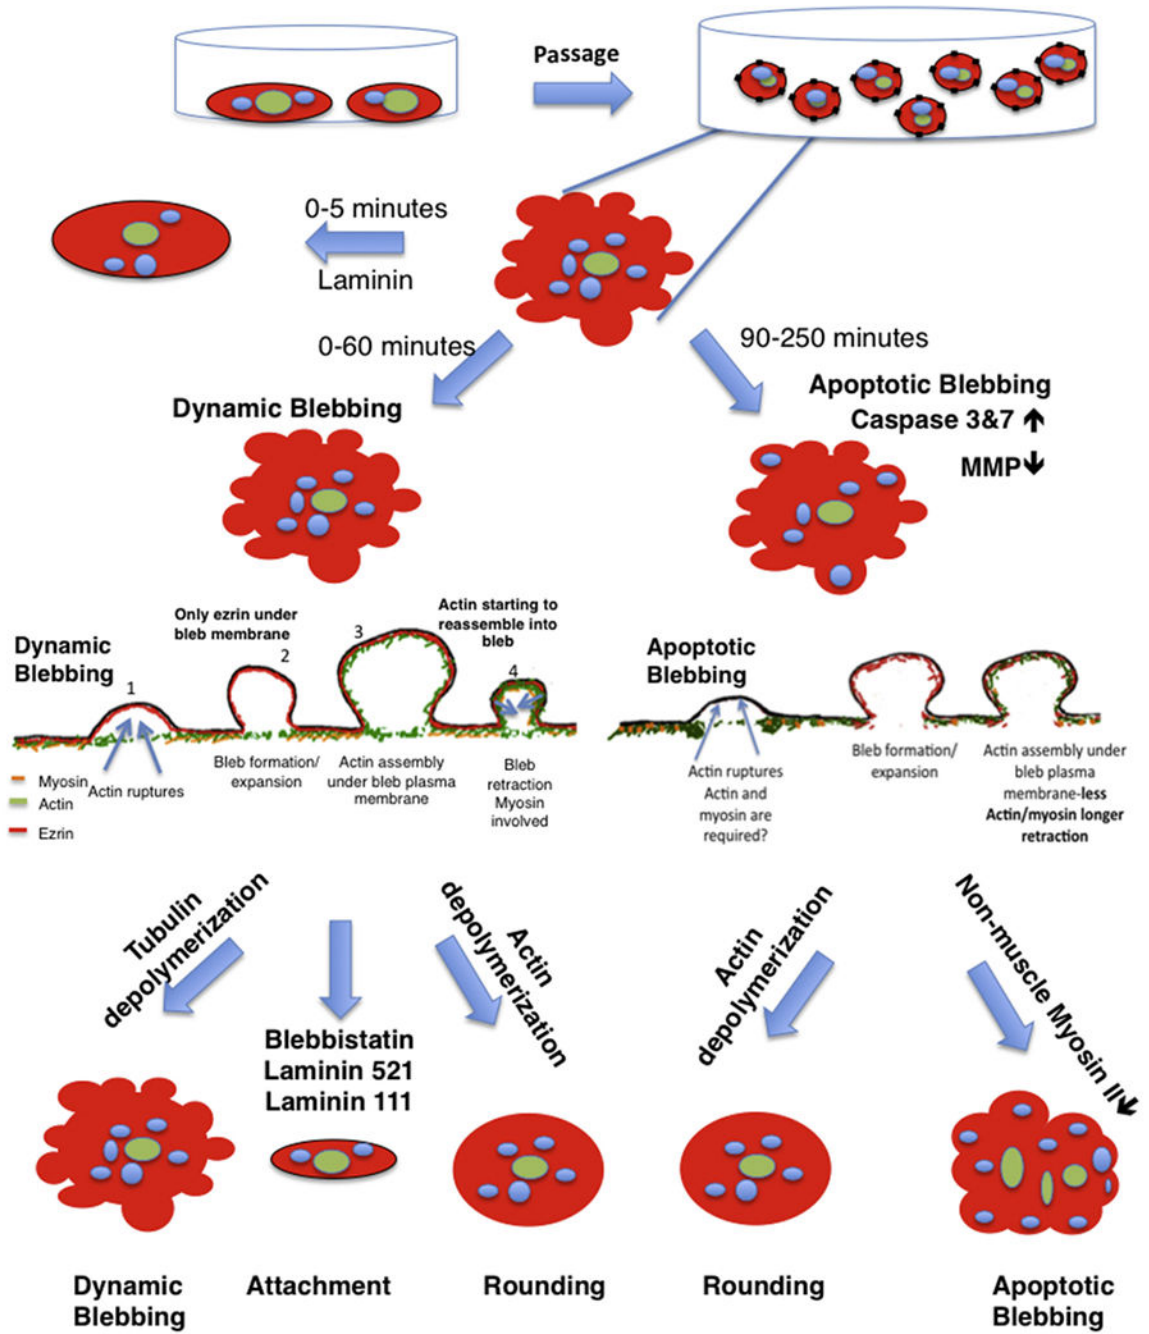 Passage
0-5 minutes
Laminin
0-60 minutes
90-250 minutes
Dynamic Blebbing
Apoptotic Blebbing
Caspase 3&7
MMP
Dynamic
Blebbing
1
Only ezrin under
bleb membrane
2
3
Actin starting to
reassemble into
bleb
4
Myosin
Actin
Ezrin
Actin ruptures
Bleb formation/
expansion
Actin assembly
under bleb plasma
membrane
Bleb
retraction
Myosin
involved
Apoptotic
Blebbing
Actin ruptures
Actin and
myosin are
required?
Bleb formation/
expansion
Actin assembly under
bleb plasma
membrane-less
Actin/myosin longer
retraction
Tubulin
depolymerization
Blebbistatin
Laminin 521
Laminin 111
Actin
depolymerization
Actin
depolymerization
Non-muscle Myosin II
Dynamic
Blebbing
Attachment
Rounding
Rounding
Apoptotic
Blebbing